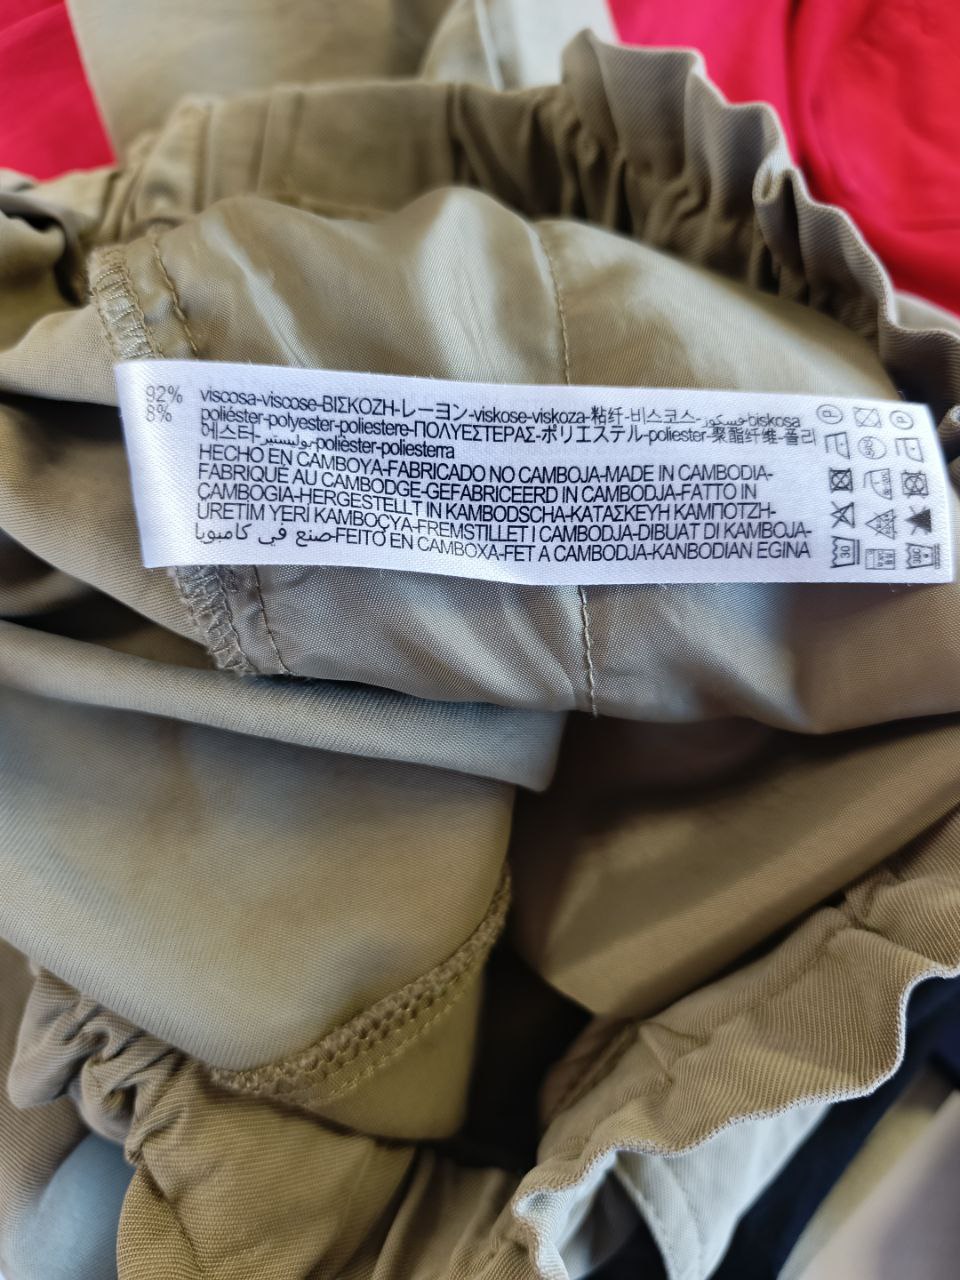 92% viscosa-viscose-ΒΙΣΚΟΖΗ-レーヨン-viskose-viskoza-粘纤-비스코스-فيسكوز-biskosa
8% poliéster-polyester-poliestere-ΠΟΛΥΕΣΤΕΡΑΣ-ポリエステル-poliester-聚酯纤维-폴리
에스터-بوليستير-polièster-poliesterra
HECHO EN CAMBOYA-FABRICADO NO CAMBOJA-MADE IN CAMBODIA-
FABRIQUÉ AU CAMBODGE-GEFABRICEERD IN CAMBODJA-FATTO IN
CAMBOGIA-HERGESTELLT IN KAMBODSCHA-ΚΑΤΑΣΚΕΥΗ ΚΑΜΠΟΤΖΗ-
ÜRETİM YERİ KAMBOÇYA-FREMSTILLET I CAMBODJA-DIBUAT DI KAMBOJA-
صنع في كامبوديا-FEITO EN CAMBOXA-FET A CAMBODJA-KANBODIAN EGINA